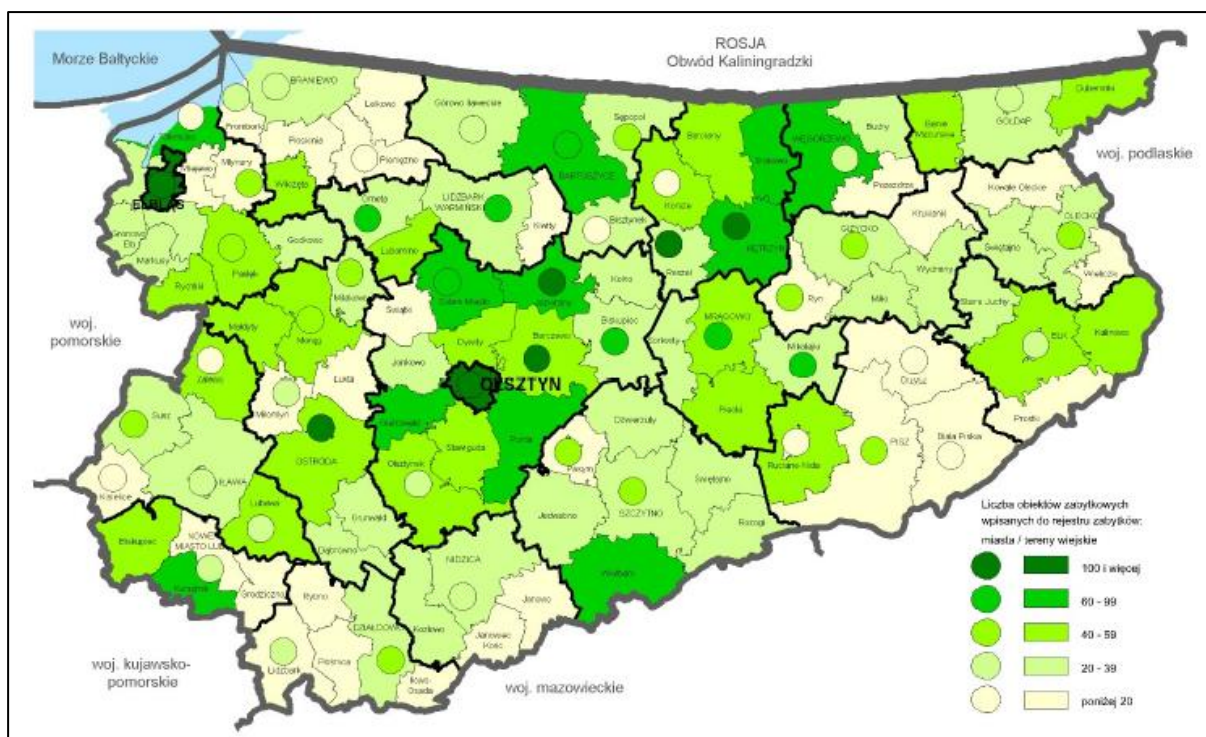 ROSJA
Obwód Kaliningradzki
Morze Bałtyckie
BRANIEWO
Lelkowo
Górowo Iławeckie
Sępopol
Barciany
WĘGORZEWO
Budry
Banie
Mazurskie
GOŁDAP
Dubeninki
woj. podlaskie
Frombork
Płoskinia
Pieniężno
BARTOSZYCE
Młynary
Wilczęta
Orneta
LIDZBARK
WARMIŃSKI
Kiwity
Bisztynek
Korsze
KĘTRZYN
Pozezdrze
Kruklanki
Kowale Oleckie
OLECKO
ELBLĄG
Gronowo
Elb
Markusy
Pasłęk
Godkowo
Lubomino
Reszel
GIŻYCKO
Wydminy
Świętajno
Wieliczki
Rychliki
Miłakowo
Dobre Miasto
Kolno
Ryn
Miłki
Stare Juchy
woj.
pomorskie
Małdyty
Morąg
Świątki
Jonkowo
Dywity
Barczewo
Biskupiec
Sorkwity
MRĄGOWO
Mikołajki
EŁK
Kalinowo
OLSZTYN
Zalewo
Łukta
Miłomłyn
Orzysz
Prostki
Susz
OSTRÓDA
Stawiguda
Purda
Dźwierzuty
Piecki
Ruciane-Nida
PISZ
Biała Piska
Kisielice
IŁAWA
Olsztynek
Pasym
Świętajno
Lubawa
Grunwald
Jedwabno
SZCZYTNO
Rozogi
Biskupiec
NOWE
MIASTO LUB
Dąbrówno
NIDZICA
Kurzętnik
Grodziczno
Rybno
Wielbark
Janowo
DZIAŁDOWO
Kozłowo
Janowiec
Kośc
Lidzbark
Płośnica
Iłowo-
Osada
woj. kujawsko-
pomorskie
woj. mazowieckie
Liczba obiektów zabytkowych
wpisanych do rejestru zabytków:
miasta / tereny wiejskie
100 i więcej
60 - 99
40 - 59
20 - 39
poniżej 20